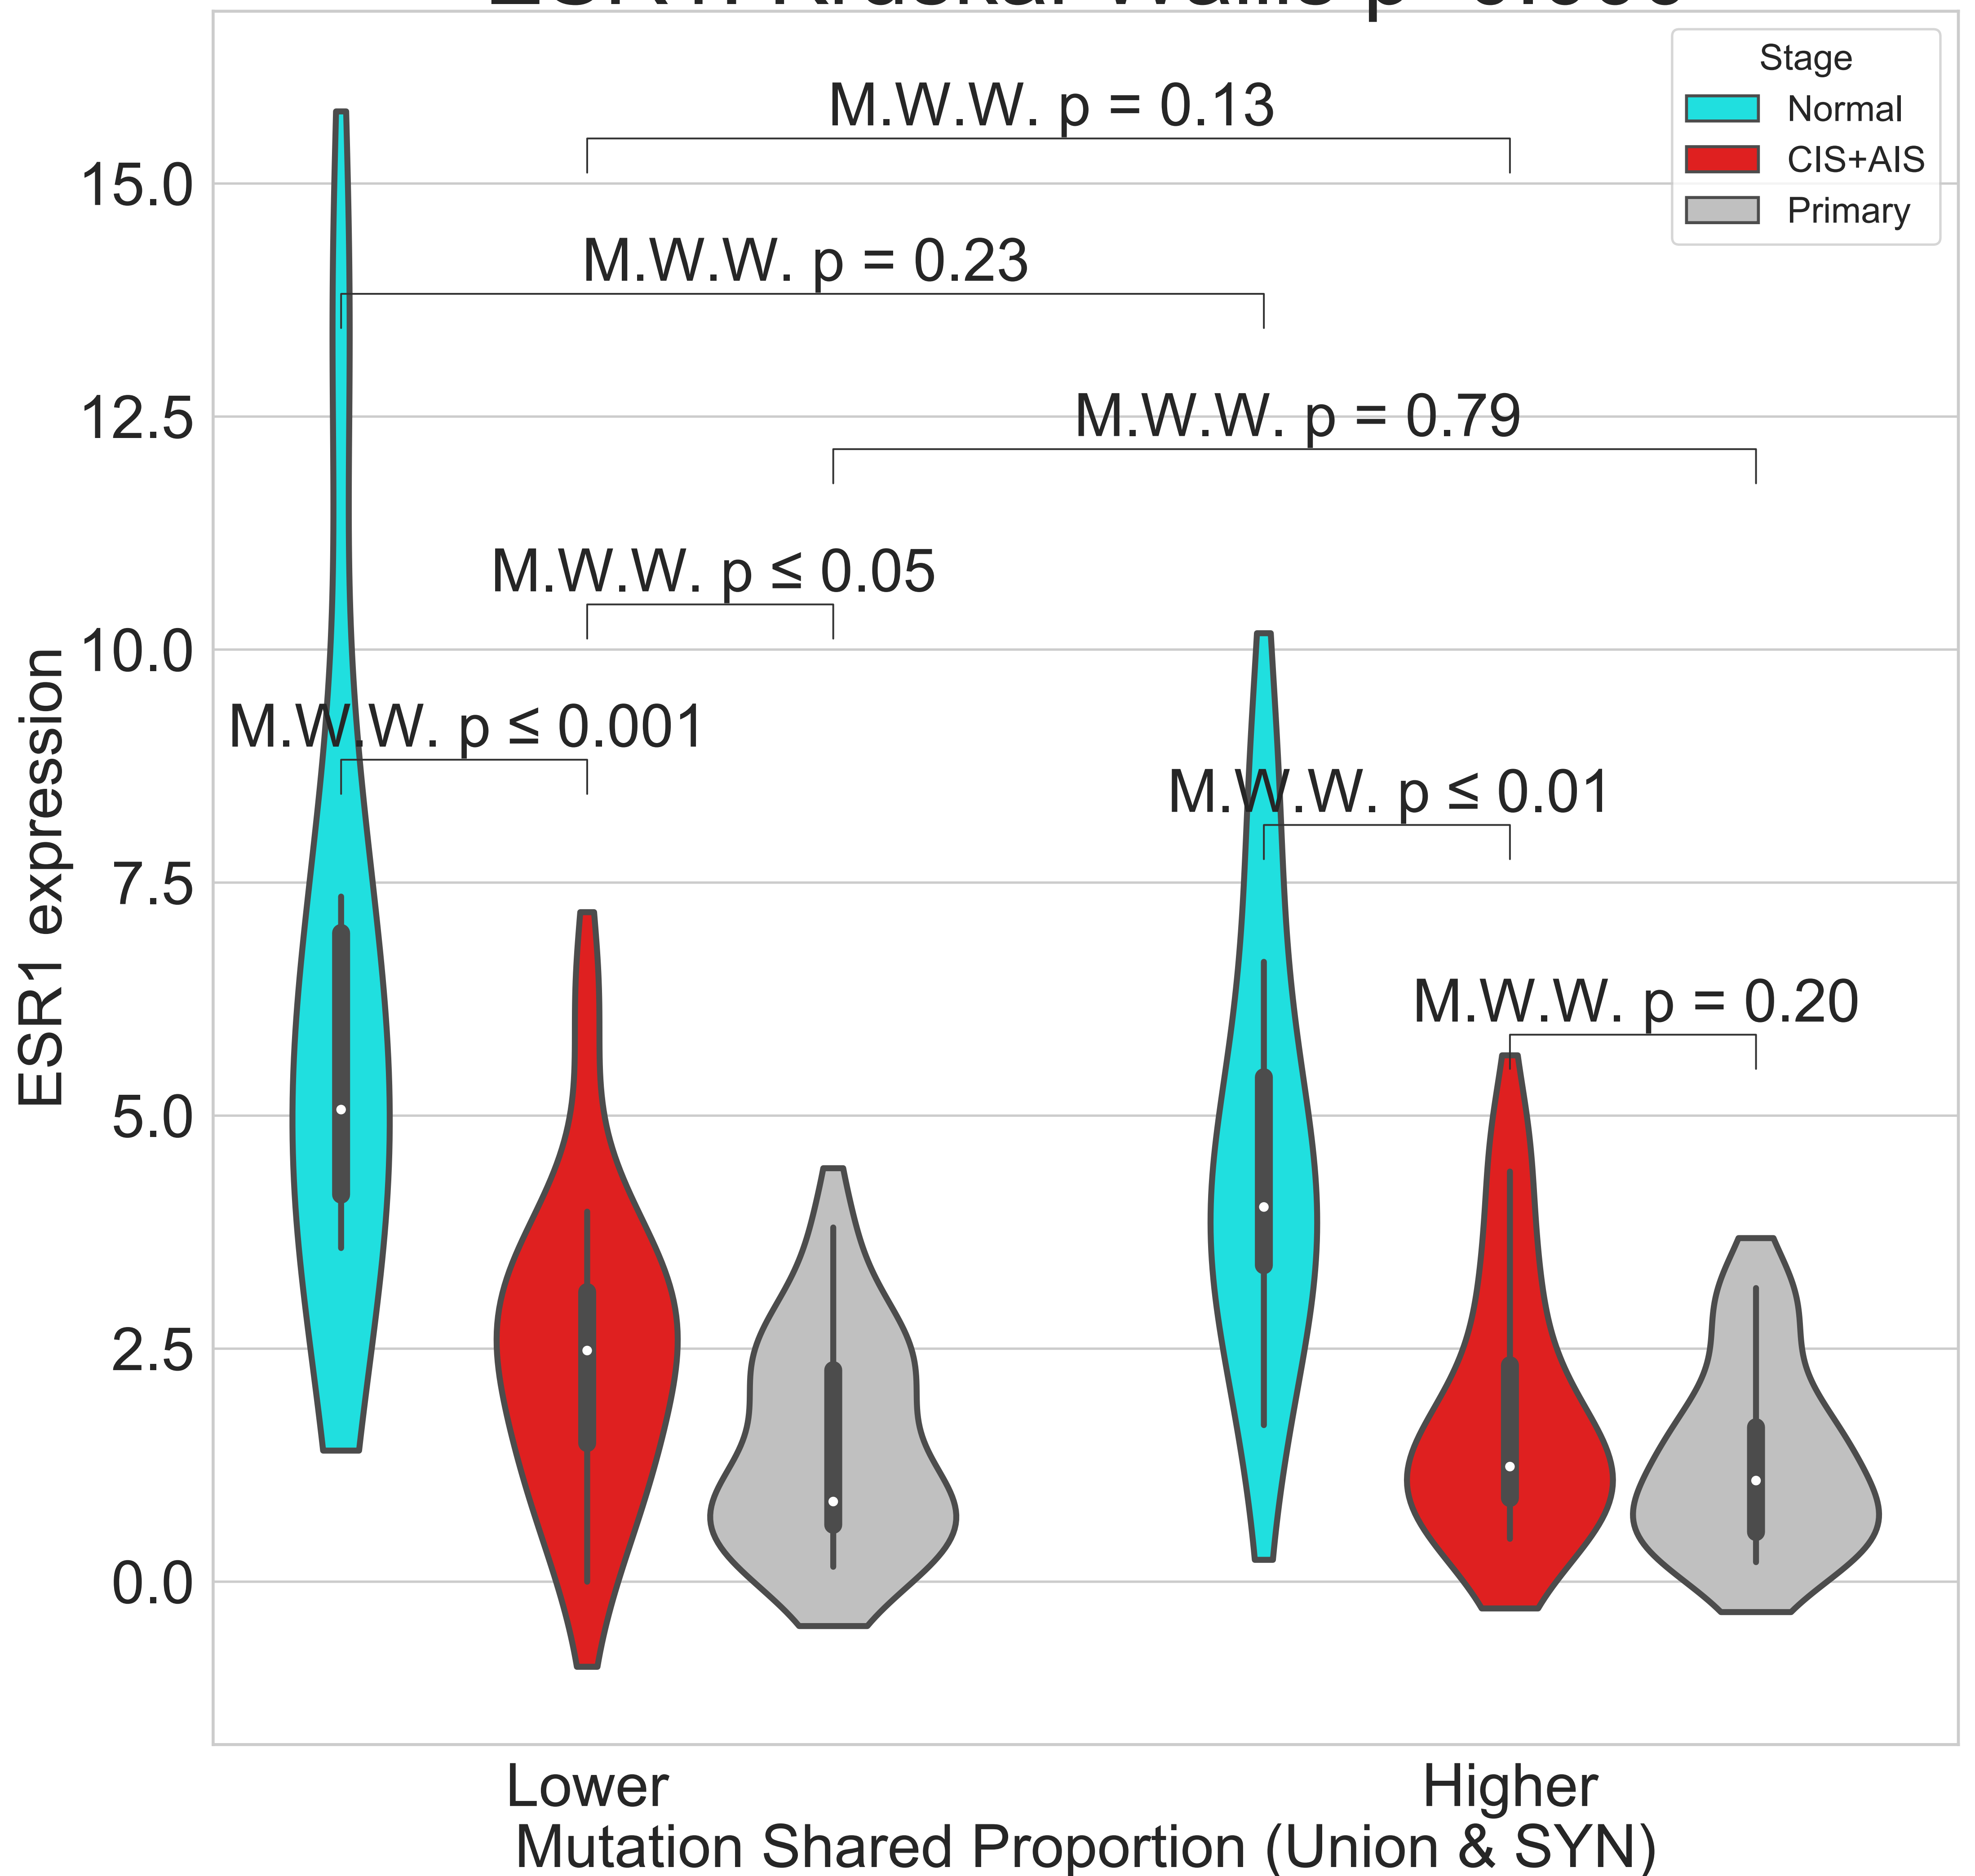 Stage
Normal
CIS+AIS
Primary
M.W.W. p = 0.13
M.W.W. p = 0.23
M.W.W. p = 0.79
M.W.W. p ≤ 0.05
M.W.W. p ≤ 0.001
M.W.W. p ≤ 0.01
M.W.W. p = 0.20
ESR1 expression
15.0
12.5
10.0
7.5
5.0
2.5
0.0
Lower
Higher
Mutation Shared Proportion (Union & SYN)